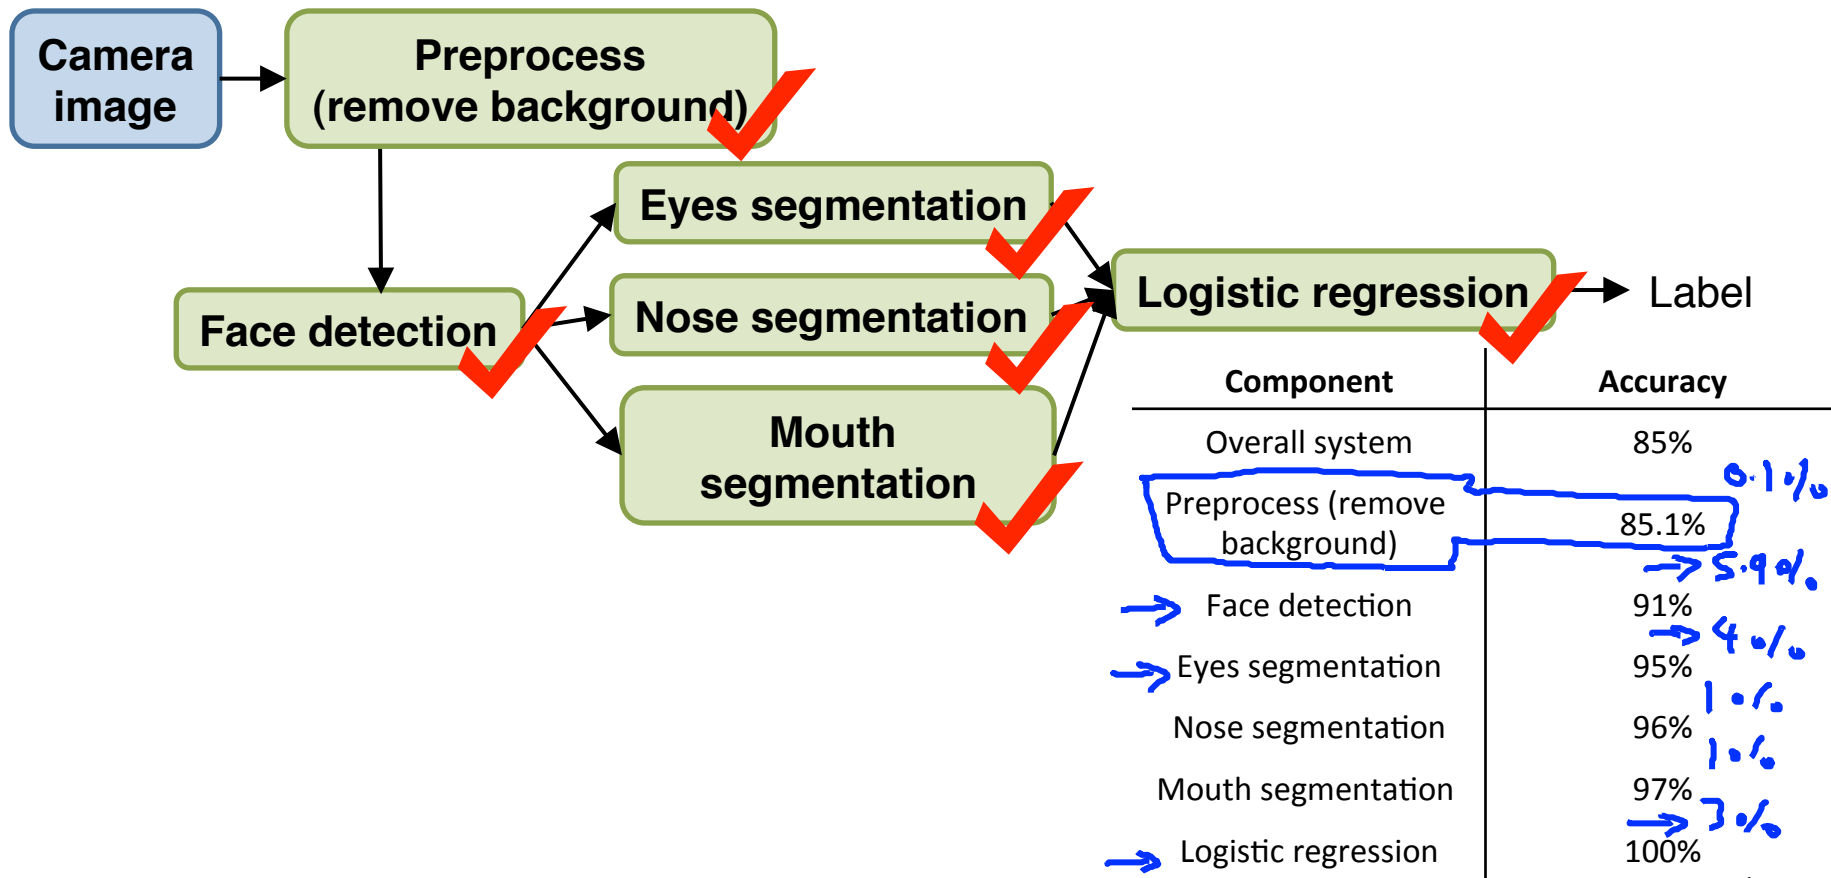 Camera
image
Preprocess
(remove background)
Eyes segmentation
Face detection
Nose segmentation
Mouth
segmentation
Logistic regression
Label
Component Accuracy
Overall system 85%
0.1%
Preprocess (remove
background) 85.1%
5.9%
Face detection 91%
4%
Eyes segmentation 95%
1%
Nose segmentation 96%
1%
Mouth segmentation 97%
3%
Logistic regression 100%